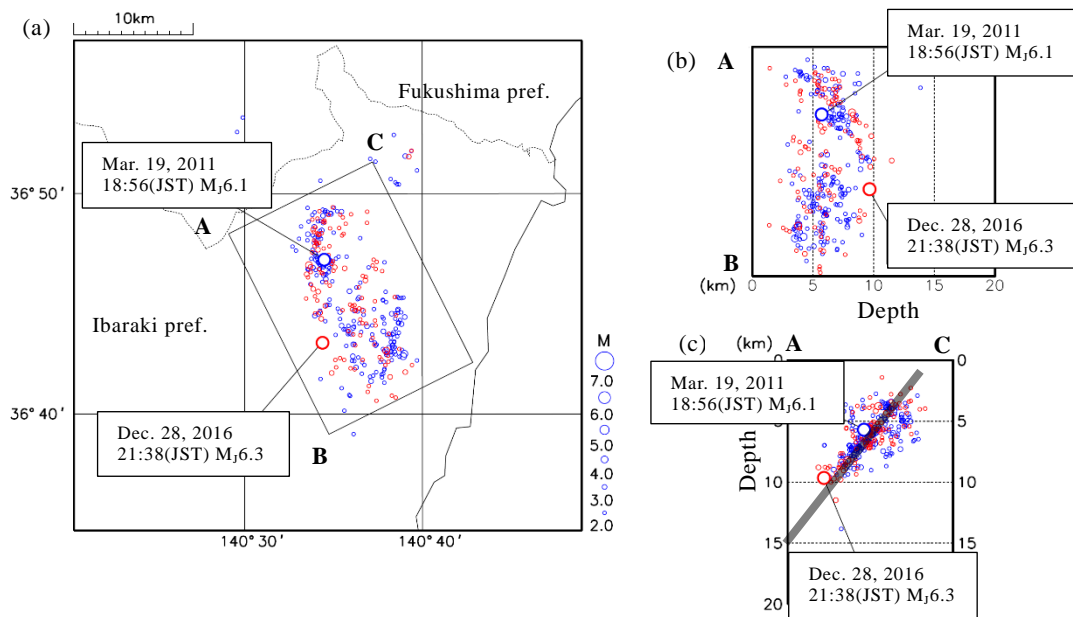 10km
(a)
Fukushima pref.
C
Mar. 19, 2011
18:56(JST) MJ6.1
36° 50′
A
Ibaraki pref.
36° 40′
Dec. 28, 2016
21:38(JST) MJ6.3
B
140° 30′
140° 40′
M
7.0
6.0
5.0
4.0
3.0
2.0
(b)
A
Mar. 19, 2011
18:56(JST) MJ6.1
Dec. 28, 2016
21:38(JST) MJ6.3
B
(km)
0
5
10
15
20
Depth
(c)
(km)
A
C
0
0
Mar. 19, 2011
18:56(JST) MJ6.1
5
5
Depth
10
10
15
15
Dec. 28, 2016
21:38(JST) MJ6.3
20
20